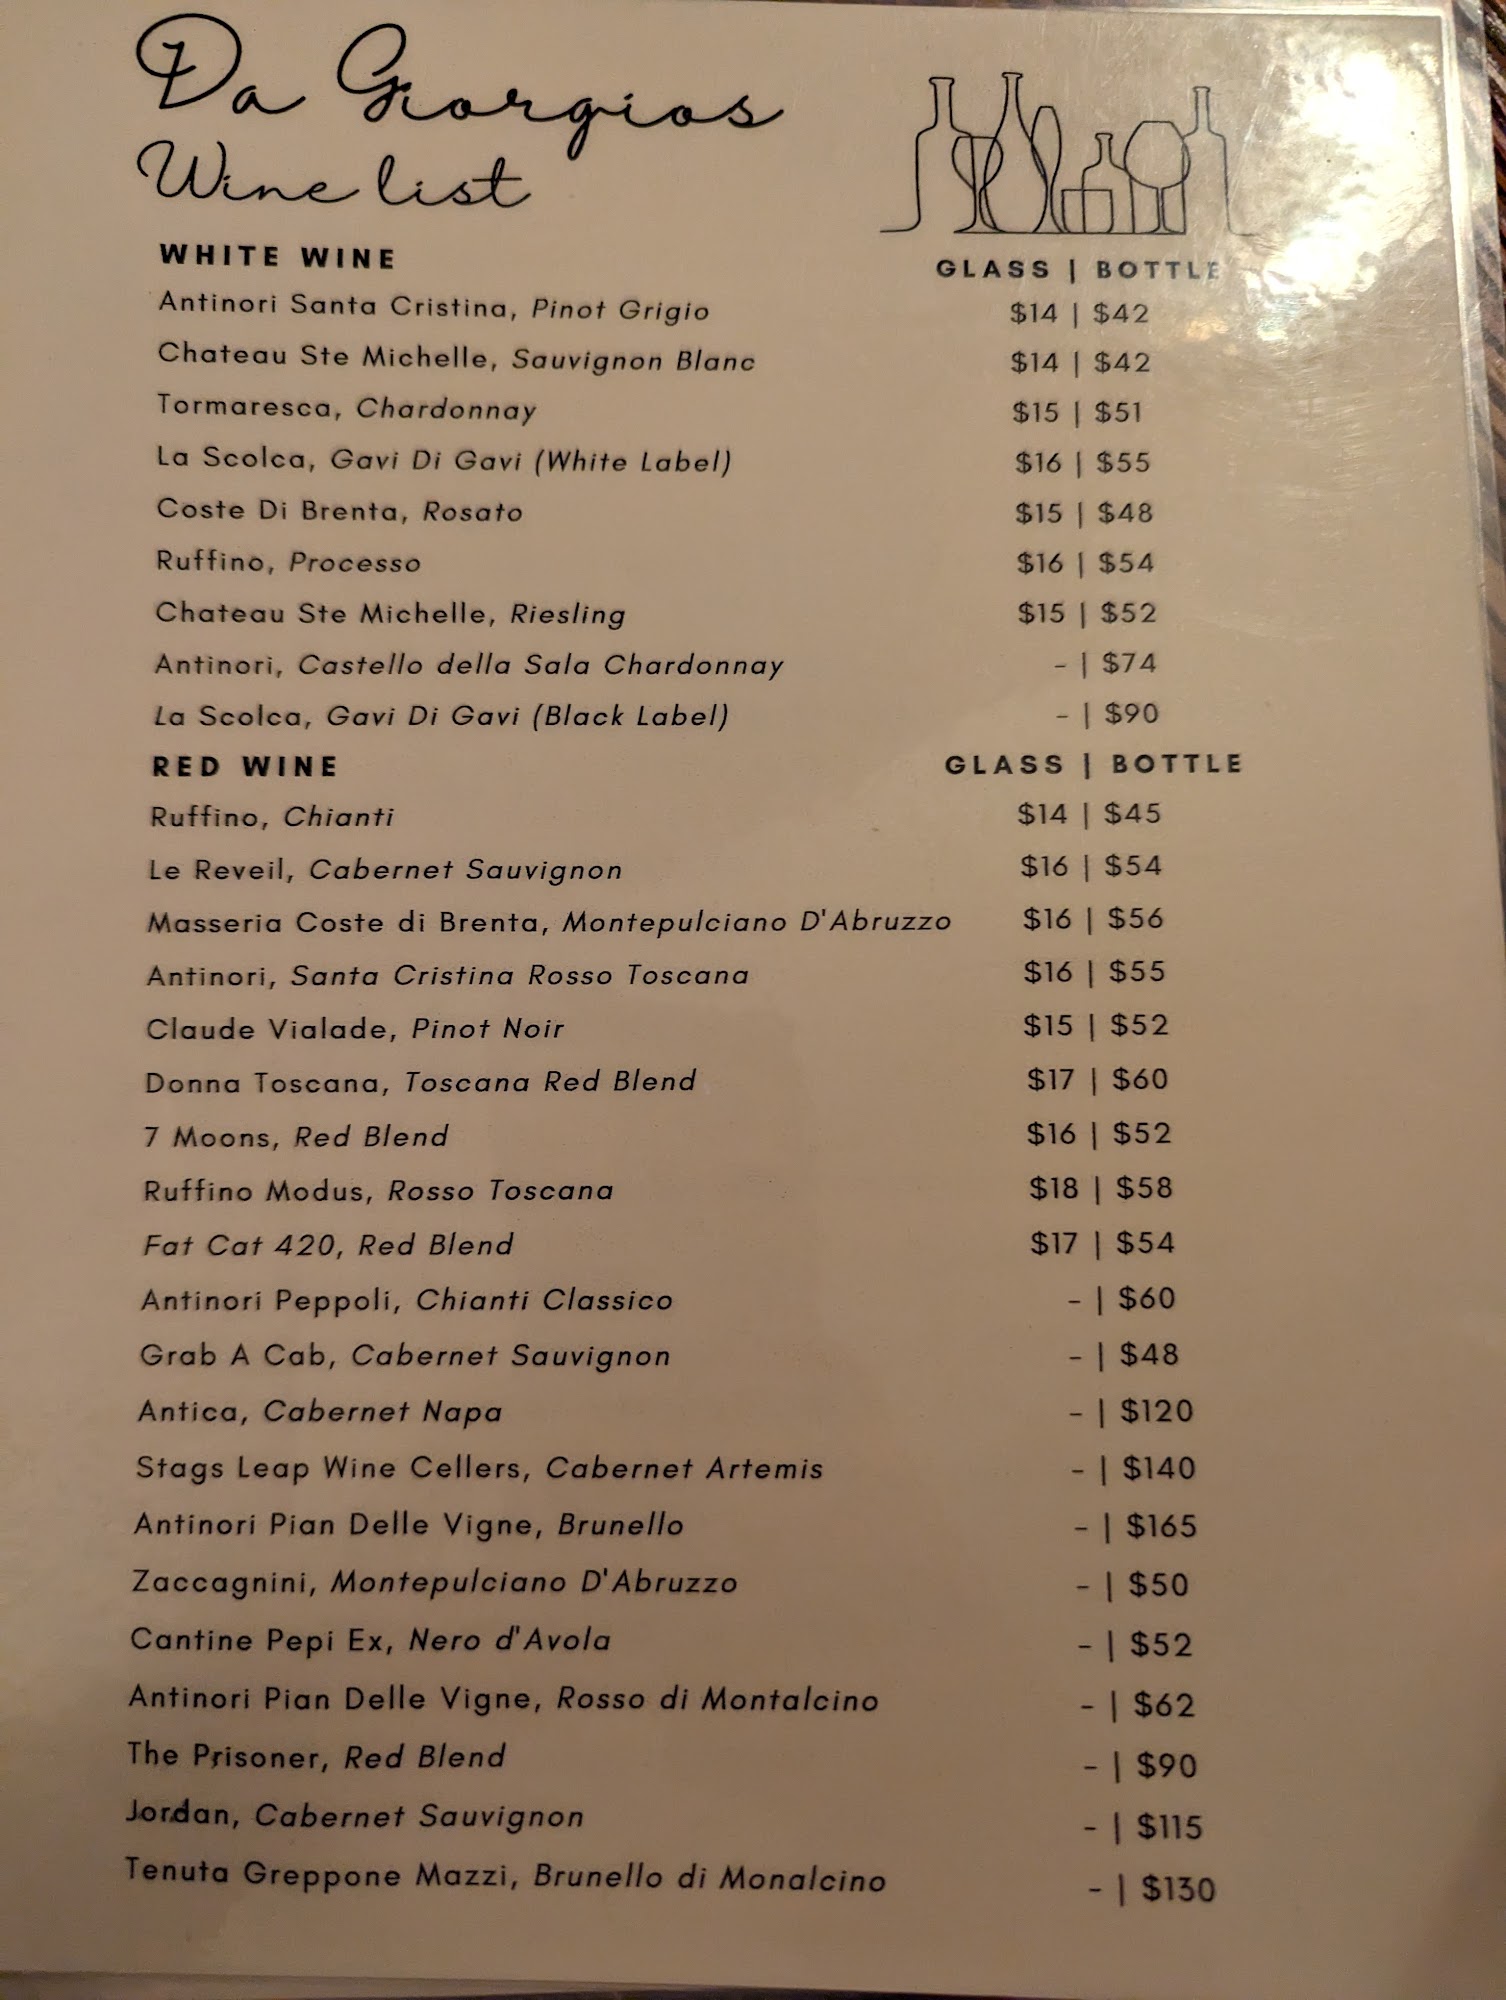 Da Giorgios
Wine list
WHITE WINE GLASS | BOTTLE
Antinori Santa Cristina, Pinot Grigio $14 | $42
Chateau Ste Michelle, Sauvignon Blanc $14 | $42
Tormaresca, Chardonnay $15 | $51
La Scolca, Gavi Di Gavi (White Label) $16 | $55
Coste Di Brenta, Rosato $15 | $48
Ruffino, Processo $16 | $54
Chateau Ste Michelle, Riesling $15 | $52
Antinori, Castello della Sala Chardonnay - | $74
La Scolca, Gavi Di Gavi (Black Label) - | $90
RED WINE GLASS | BOTTLE
Ruffino, Chianti $14 | $45
Le Reveil, Cabernet Sauvignon $16 | $54
Masseria Coste di Brenta, Montepulciano D'Abruzzo $16 | $56
Antinori, Santa Cristina Rosso Toscana $16 | $55
Claude Vialade, Pinot Noir $15 | $52
Donna Toscana, Toscana Red Blend $17 | $60
7 Moons, Red Blend $16 | $52
Ruffino Modus, Rosso Toscana $18 | $58
Fat Cat 420, Red Blend $17 | $54
Antinori Peppoli, Chianti Classico - | $60
Grab A Cab, Cabernet Sauvignon - | $48
Antica, Cabernet Napa - | $120
Stags Leap Wine Cellers, Cabernet Artemis - | $140
Antinori Pian Delle Vigne, Brunello - | $165
Zaccagnini, Montepulciano D'Abruzzo - | $50
Cantine Pepi Ex, Nero d'Avola - | $52
Antinori Pian Delle Vigne, Rosso di Montalcino - | $62
The Prisoner, Red Blend - | $90
Jordan, Cabernet Sauvignon - | $115
Tenuta Greppone Mazzi, Brunello di Monalcino - | $130